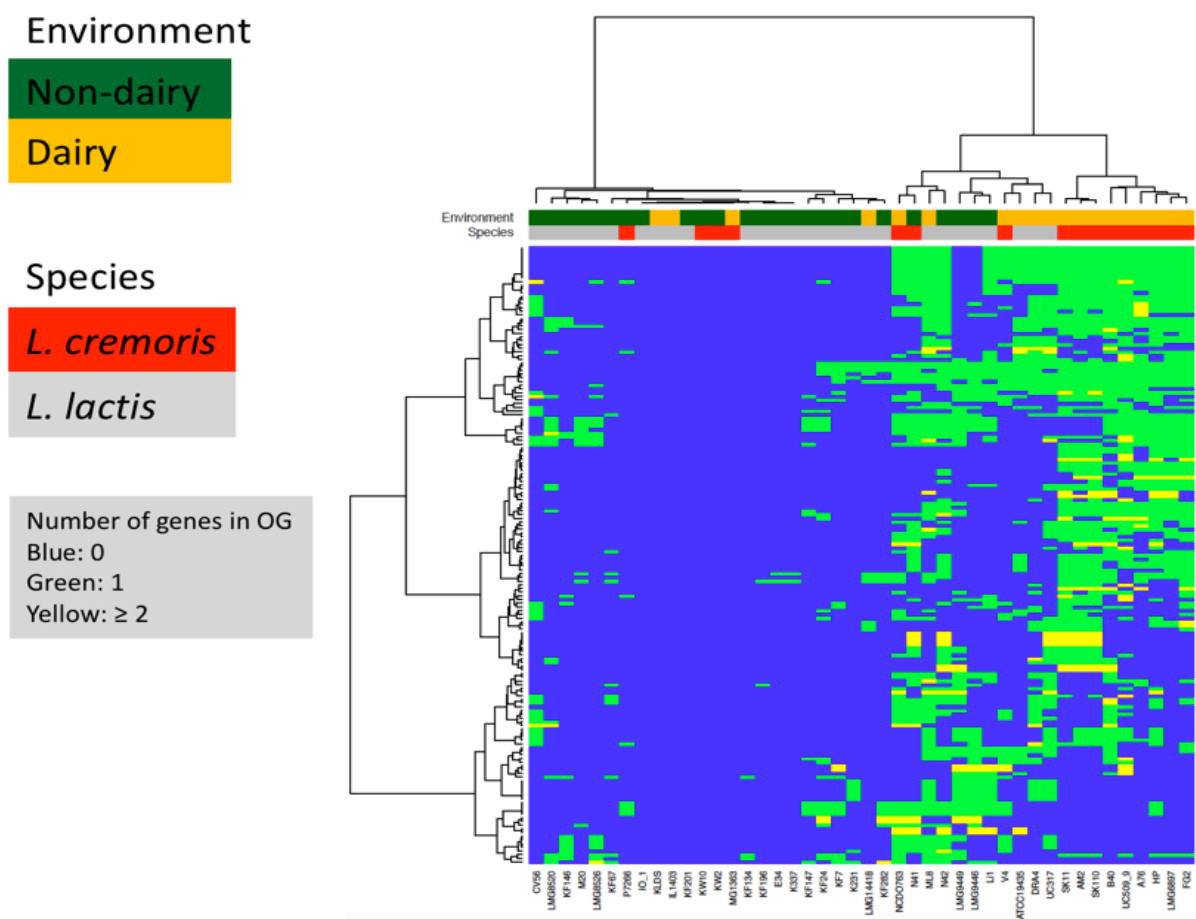 Environment
Non-dairy
Dairy
Species
L. cremoris
L. lactis
Number of genes in OG
Blue: 0
Green: 1
Yellow: ≥ 2
Environment
Species
CV56
LMG8520
KF146
M20
LMG8526
KF67
P7266
IO_1
KLDS
IL1403
KF201
KW10
KW2
MG1363
KF134
KF196
E34
K337
KF147
KF24
KF7
K231
LMG14418
KF282
NCDO763
N41
ML8
N42
LMG9449
LMG9446
Li1
V4
ATCC19435
DRA4
UC317
SK11
AM2
SK110
B40
UC509_9
A76
HP
LMG6897
FG2